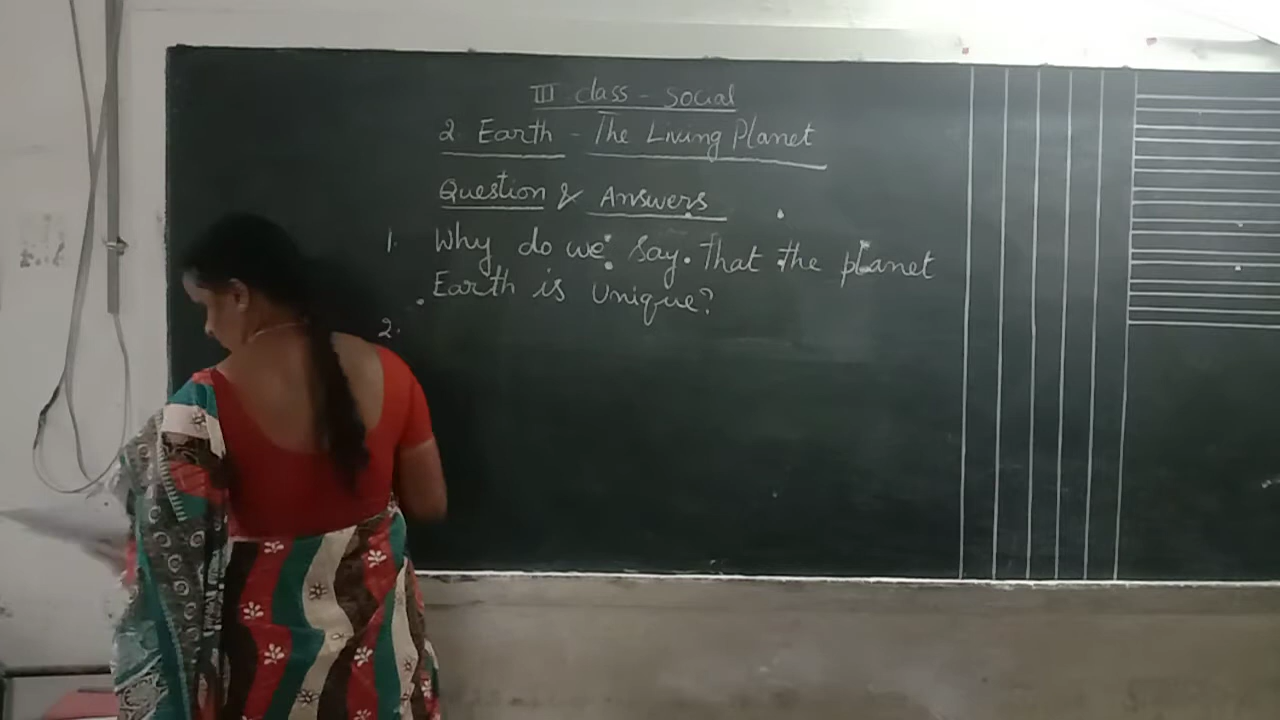 III class - Social
2 Earth - The Living Planet
Question & Answers
1. Why do we say that the planet
Earth is Unique?
2.